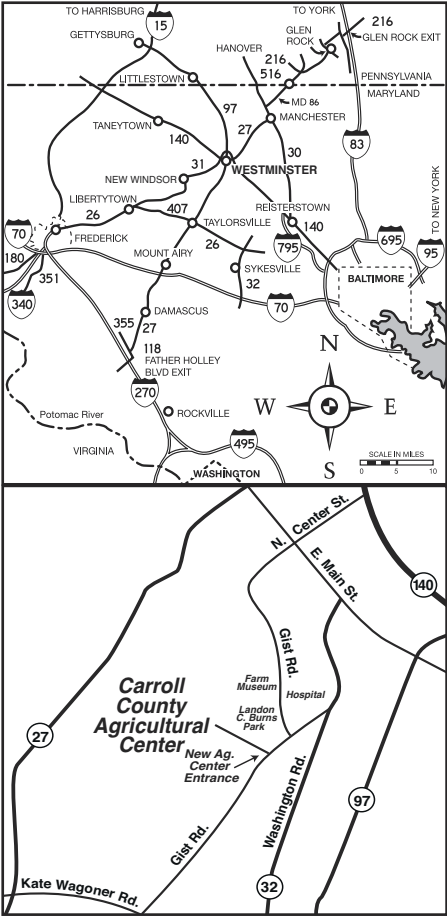 TO HARRISBURG
TO YORK
15
216
GETTYSBURG
GLEN
ROCK
GLEN ROCK EXIT
HANOVER
216
LITTLESTOWN
516
PENNSYLVANIA
MARYLAND
97
MD 86
TANEYTOWN
MANCHESTER
27
140
83
31
30
WESTMINSTER
NEW WINDSOR
TO NEW YORK
LIBERTYTOWN
407
REISTERSTOWN
26
TAYLORSVILLE
140
70
FREDERICK
26
795
695
95
MOUNT AIRY
180
SYKESVILLE
BALTIMORE
351
32
340
70
DAMASCUS
355
27
N
118
FATHER HOLLEY
BLVD EXIT
270
W
E
Potomac River
ROCKVILLE
VIRGINIA
495
SCALE IN MILES
0 5 10
WASHINGTON
S
N. Center St.
E. Main St.
140
Gist Rd.
Farm
Museum
Hospital
Carroll
County
Agricultural
Center
Landon
C. Burns
Park
27
New Ag.
Center
Entrance
Washington Rd.
97
Gist Rd.
Kate Wagoner Rd.
32